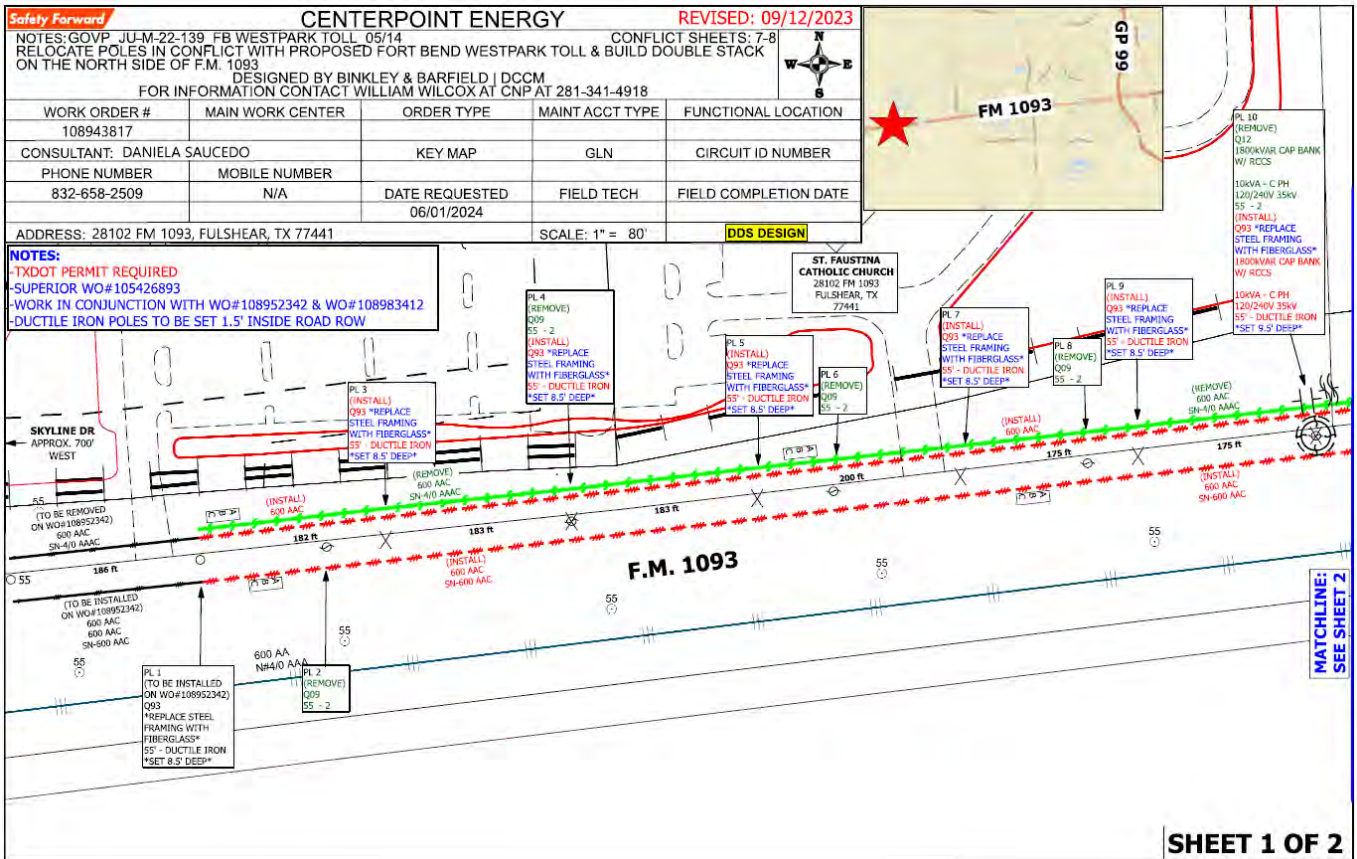 Safety Forward
CENTERPOINT ENERGY
REVISED: 09/12/2023
NOTES:GOVP_JU-M-22-139_FB WESTPARK TOLL_05/14
CONFLICT SHEETS: 7-8
RELOCATE POLES IN CONFLICT WITH PROPOSED FORT BEND WESTPARK TOLL & BUILD DOUBLE STACK
ON THE NORTH SIDE OF F.M. 1093
DESIGNED BY BINKLEY & BARFIELD | DCCM
FOR INFORMATION CONTACT WILLIAM WILCOX AT CNP AT 281-341-4918
N
W E
S
WORK ORDER # MAIN WORK CENTER ORDER TYPE MAINT ACCT TYPE FUNCTIONAL LOCATION
108943817
CONSULTANT: DANIELA SAUCEDO KEY MAP GLN CIRCUIT ID NUMBER
PHONE NUMBER MOBILE NUMBER
832-658-2509 N/A DATE REQUESTED FIELD TECH FIELD COMPLETION DATE
06/01/2024
ADDRESS: 28102 FM 1093, FULSHEAR, TX 77441 SCALE: 1" = 80' DDS DESIGN
FM 1093
GP 99
NOTES:
-TXDOT PERMIT REQUIRED
-SUPERIOR WO#105426893
-WORK IN CONJUNCTION WITH WO#108952342 & WO#108983412
-DUCTILE IRON POLES TO BE SET 1.5' INSIDE ROAD ROW
ST. FAUSTINA
CATHOLIC CHURCH
28102 FM 1093
FULSHEAR, TX
77441
PL 10
(REMOVE)
Q12
1800kVAR CAP BANK
W/ RCCS
10kVA - C PH
120/240V 35kV
55 - 2
(INSTALL)
Q93 *REPLACE
STEEL FRAMING
WITH FIBERGLASS*
1800kVAR CAP BANK
W/ RCCS
10kVA - C PH
120/240V 35kV
55' - DUCTILE IRON
*SET 9.5' DEEP*
PL 9
(INSTALL)
Q93 *REPLACE
STEEL FRAMING
WITH FIBERGLASS*
55' - DUCTILE IRON
*SET 8.5' DEEP*
PL 4
(REMOVE)
Q09
55 - 2
(INSTALL)
Q93 *REPLACE
STEEL FRAMING
WITH FIBERGLASS*
55' - DUCTILE IRON
*SET 8.5' DEEP*
PL 7
(INSTALL)
Q93 *REPLACE
STEEL FRAMING
WITH FIBERGLASS*
55' - DUCTILE IRON
*SET 8.5' DEEP*
PL 5
(INSTALL)
Q93 *REPLACE
STEEL FRAMING
WITH FIBERGLASS*
55' - DUCTILE IRON
*SET 8.5' DEEP*
PL 8
(REMOVE)
Q09
55 - 2
PL 6
(REMOVE)
Q09
55 - 2
PL 3
(INSTALL)
Q93 *REPLACE
STEEL FRAMING
WITH FIBERGLASS*
55' - DUCTILE IRON
*SET 8.5' DEEP*
SKYLINE DR
APPROX. 700'
WEST
(REMOVE)
600 AAC
SN-4/0 AAAC
(INSTALL)
600 AAC
175 ft
175 ft
A B C
200 ft
A B C
(INSTALL)
600 AAC
SN-600 AAC
(REMOVE)
600 AAC
SN-4/0 AAAC
55
(TO BE REMOVED
ON WO#108952342)
600 AAC
SN-4/0 AAAC
A B C
(INSTALL)
600 AAC
183 ft
183 ft
182 ft
186 ft
55
F.M. 1093
(INSTALL)
600 AAC
SN-600 AAC
A B C
55
55
55
55
55
(TO BE INSTALLED
ON WO#108952342)
600 AAC
600 AAC
SN-600 AAC
600 AA
N#4/0 AAA
PL 1
(TO BE INSTALLED
ON WO#108952342)
Q93
*REPLACE STEEL
FRAMING WITH
FIBERGLASS*
55' - DUCTILE IRON
*SET 8.5' DEEP*
PL 2
(REMOVE)
Q09
55 - 2
MATCHLINE:
SEE SHEET 2
SHEET 1 OF 2